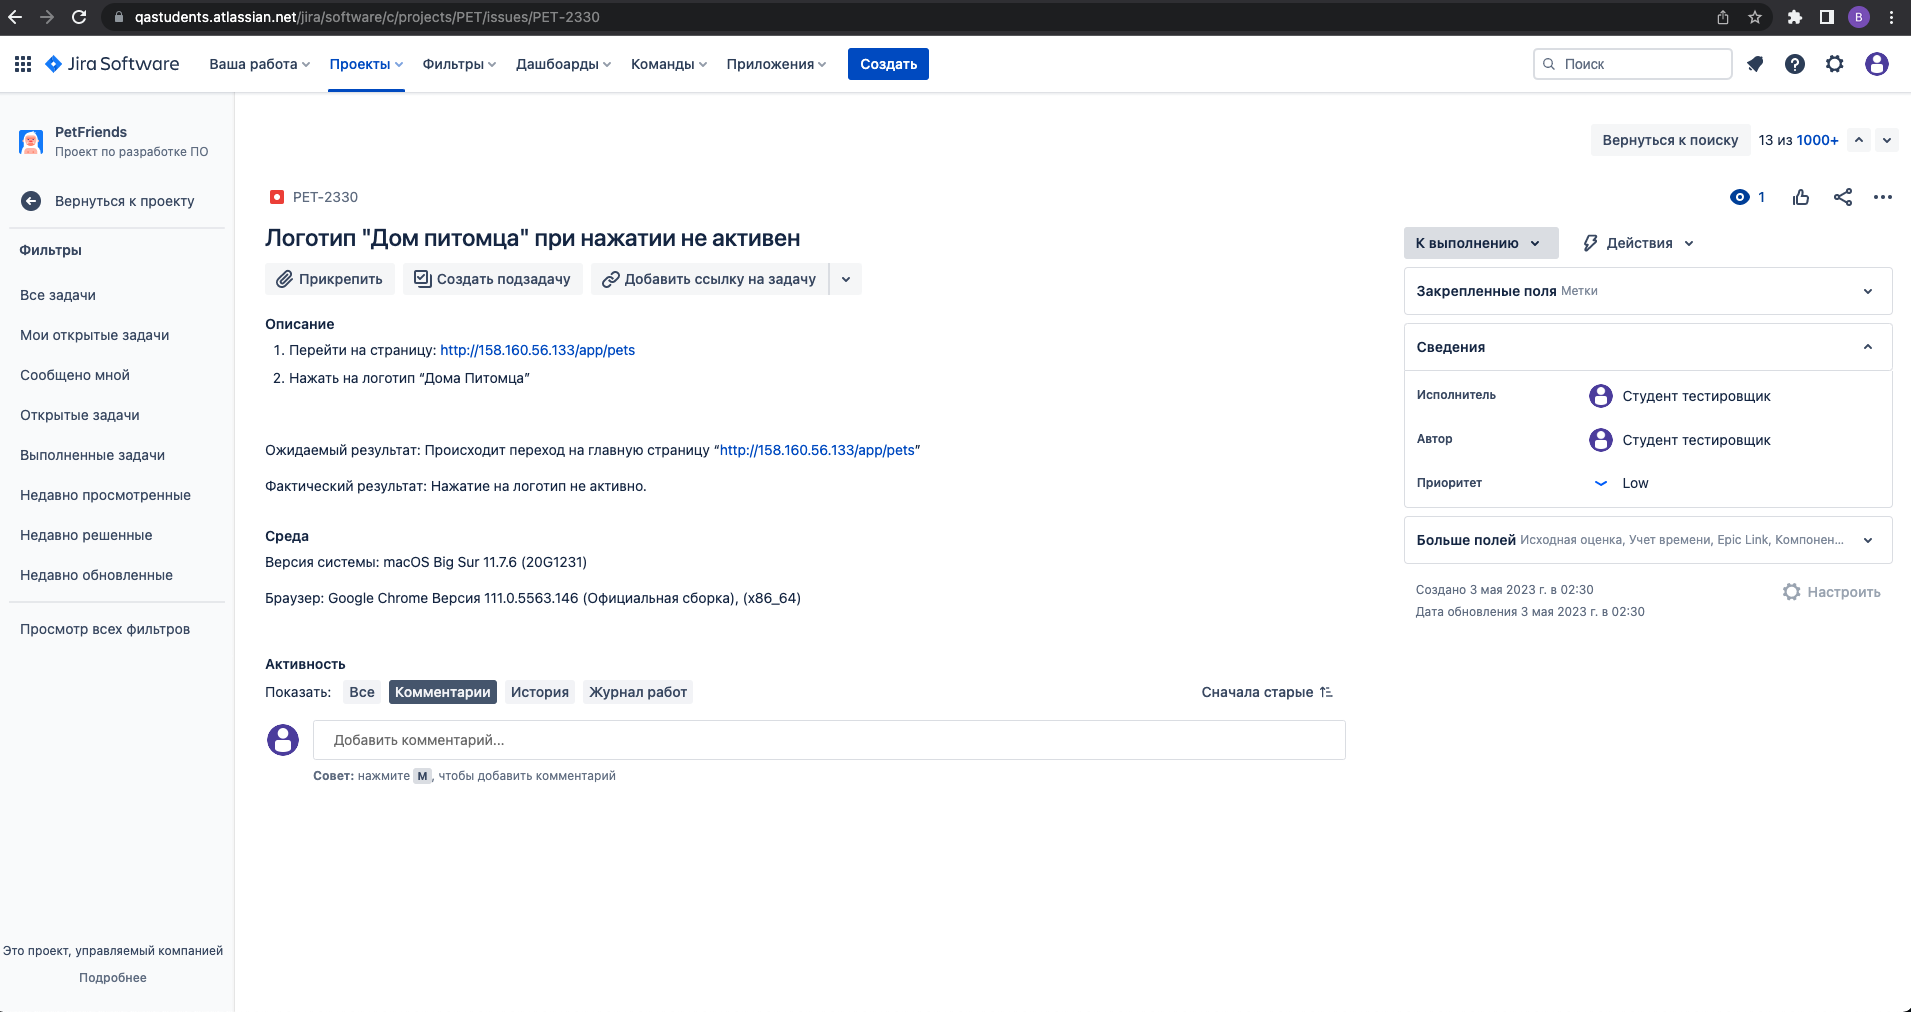 qastudents.atlassian.net/jira/software/c/projects/PET/issues/PET-2330
B
Jira Software
Ваша работа
Проекты
Фильтры
Дашборды
Команды
Приложения
Создать
Поиск
PetFriends
Проект по разработке ПО
Вернуться к проекту
Фильтры
Все задачи
Мои открытые задачи
Сообщено мной
Открытые задачи
Выполненные задачи
Недавно просмотренные
Недавно решенные
Недавно обновленные
Просмотр всех фильтров
Это проект, управляемый компанией
Подробнее
Вернуться к поиску
13 из 1000+
PET-2330
1
Логотип "Дом питомца" при нажатии не активен
Прикрепить
Создать подзадачу
Добавить ссылку на задачу
Описание
1. Перейти на страницу: http://158.160.56.133/app/pets
2. Нажать на логотип “Дома Питомца”
Ожидаемый результат: Происходит переход на главную страницу “http://158.160.56.133/app/pets”
Фактический результат: Нажатие на логотип не активно.
Среда
Версия системы: macOS Big Sur 11.7.6 (20G1231)
Браузер: Google Chrome Версия 111.0.5563.146 (Официальная сборка), (x86_64)
Активность
Показать:
Все
Комментарии
История
Журнал работ
Сначала старые
Добавить комментарий...
Совет: нажмите M, чтобы добавить комментарий
К выполнению
Действия
Закрепленные поля Метки
Сведения
Исполнитель
Студент тестировщик
Автор
Студент тестировщик
Приоритет
Low
Больше полей Исходная оценка, Учет времени, Epic Link, Компонен...
Создано 3 мая 2023 г. в 02:30
Дата обновления 3 мая 2023 г. в 02:30
Настроить